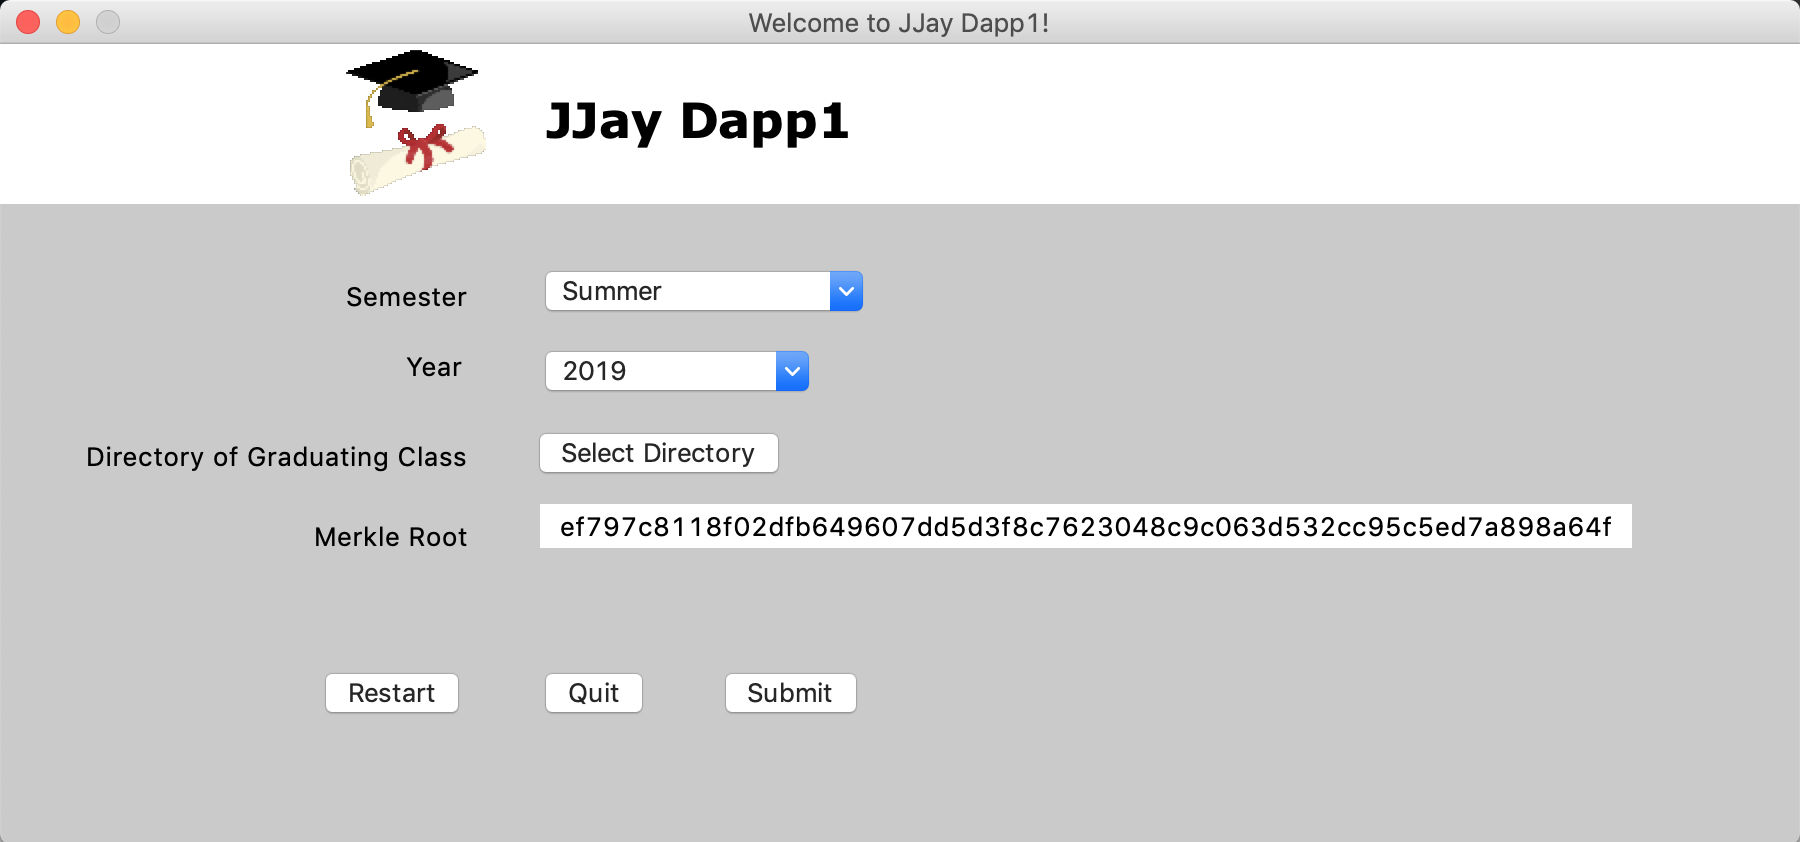 Welcome to JJay Dapp1!
JJay Dapp1
Semester
Summer
Year
2019
Directory of Graduating Class
Select Directory
Merkle Root
ef797c8118f02dfb649607dd5d3f8c7623048c9c063d532cc95c5ed7a898a64f
Restart
Quit
Submit